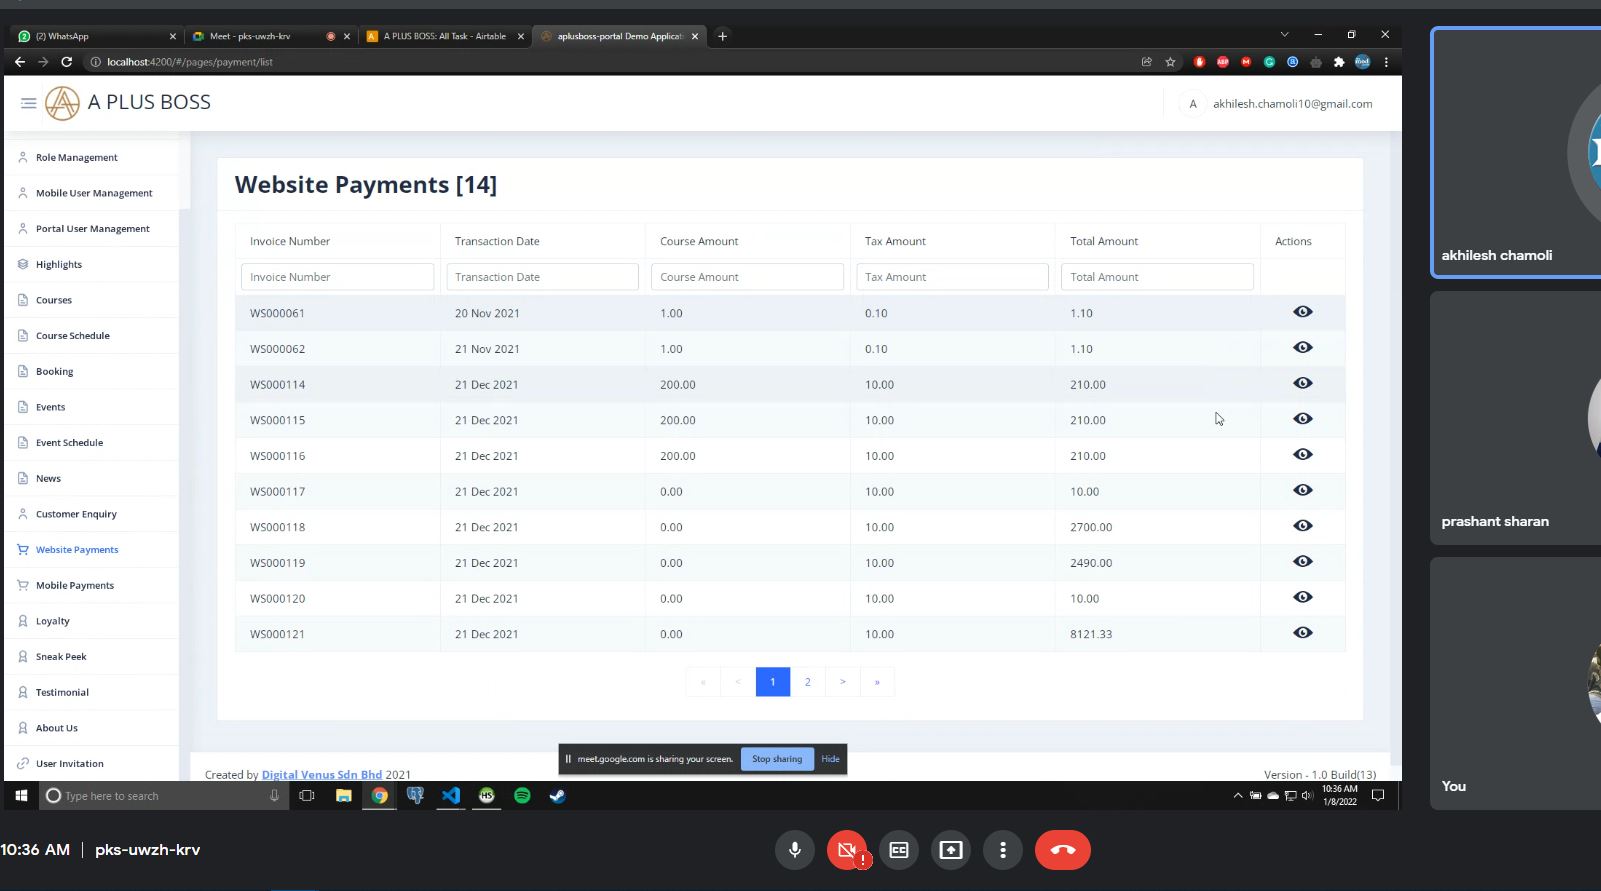 (2) WhatsApp
Meet - pks-uwzh-krv
A PLUS BOSS: All Task - Airtable
aplusboss-portal Demo Applicati
localhost:4200/#/pages/payment/list
A PLUS BOSS
A akhilesh.chamoli10@gmail.com
Role Management
Mobile User Management
Portal User Management
Highlights
Courses
Course Schedule
Booking
Events
Event Schedule
News
Customer Enquiry
Website Payments
Mobile Payments
Loyalty
Sneak Peek
Testimonial
About Us
User Invitation
Website Payments [14]
Invoice Number Transaction Date Course Amount Tax Amount Total Amount Actions
Invoice Number Transaction Date Course Amount Tax Amount Total Amount
WS000061 20 Nov 2021 1.00 0.10 1.10
WS000062 21 Nov 2021 1.00 0.10 1.10
WS000114 21 Dec 2021 200.00 10.00 210.00
WS000115 21 Dec 2021 200.00 10.00 210.00
WS000116 21 Dec 2021 200.00 10.00 210.00
WS000117 21 Dec 2021 0.00 10.00 10.00
WS000118 21 Dec 2021 0.00 10.00 2700.00
WS000119 21 Dec 2021 0.00 10.00 2490.00
WS000120 21 Dec 2021 0.00 10.00 10.00
WS000121 21 Dec 2021 0.00 10.00 8121.33
« < 1 2 > »
meet.google.com is sharing your screen. Stop sharing Hide
Created by Digital Venus Sdn Bhd 2021
Version - 1.0 Build(13)
Type here to search
10:36 AM
1/8/2022
akhilesh chamoli
prashant sharan
You
10:36 AM | pks-uwzh-krv